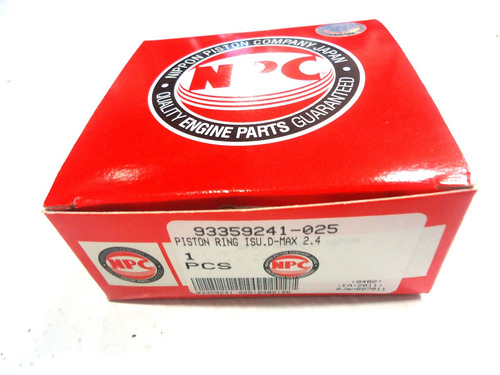 NIPPON PISTON COMPANY JAPAN
NPC
QUALITY ENGINE PARTS GUARANTEED
93359241-025
PISTON RING ISU.D-MAX 2.4
1
PCS
NPC
NPC